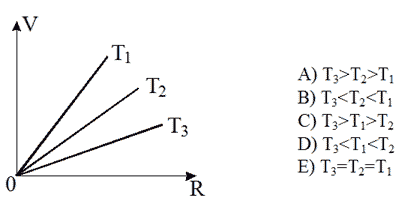 V
T₁
T₂
T₃
0
R
A) T₃>T₂>T₁
B) T₃<T₂<T₁
C) T₃>T₁>T₂
D) T₃<T₁<T₂
E) T₃=T₂=T₁